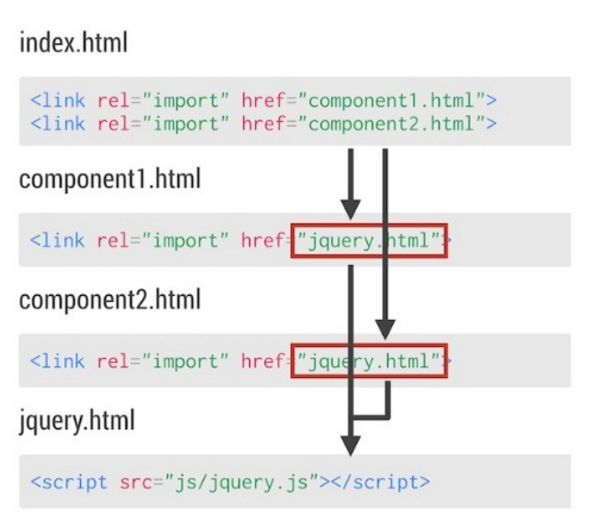 index.html
<link rel="import" href="component1.html">
<link rel="import" href="component2.html">
component1.html
<link rel="import" href="jquery.html">
component2.html
<link rel="import" href="jquery.html">
jquery.html
<script src="js/jquery.js"></script>